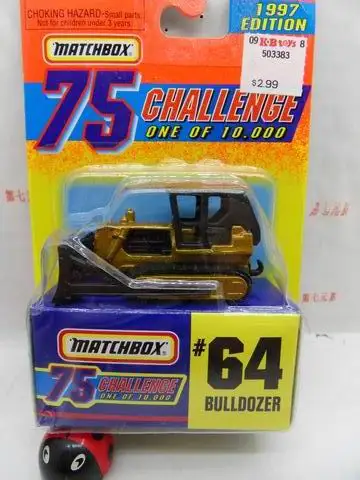 CHOKING HAZARD-Small parts.
Not for children under 3 years.
1997
EDITION
09 K·B toys 8
503383
$2.99
MATCHBOX
75 CHALLENGE
ONE OF 10,000
MATCHBOX
75 CHALLENGE
ONE OF 10,000
#64
BULLDOZER